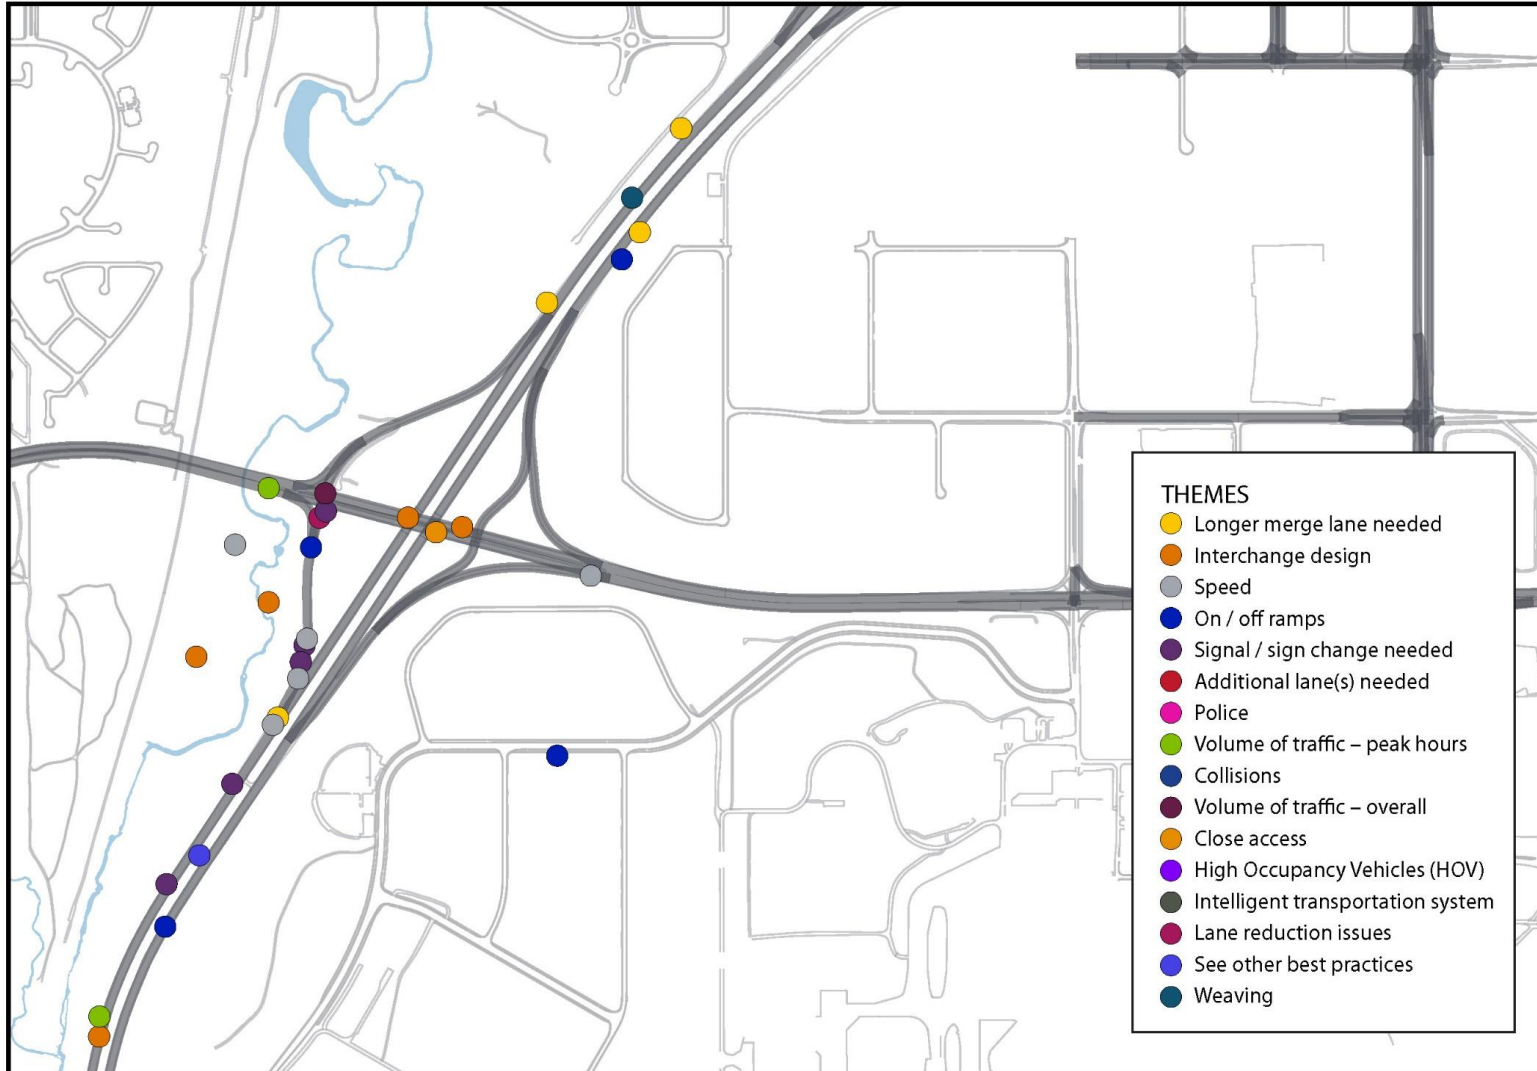 THEMES
Longer merge lane needed
Interchange design
Speed
On / off ramps
Signal / sign change needed
Additional lane(s) needed
Police
Volume of traffic – peak hours
Collisions
Volume of traffic – overall
Close access
High Occupancy Vehicles (HOV)
Intelligent transportation system
Lane reduction issues
See other best practices
Weaving